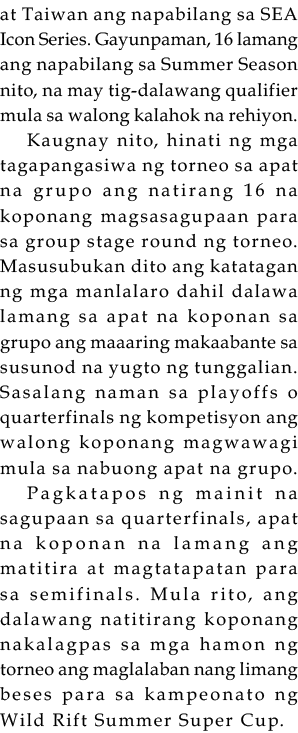 at Taiwan ang napabilang sa SEA
Icon Series. Gayunpaman, 16 lamang
ang napabilang sa Summer Season
nito, na may tig-dalawang qualifier
mula sa walong kalahok na rehiyon.
Kaugnay nito, hinati ng mga
tagapangasiwa ng torneo sa apat
na grupo ang natirang 16 na
koponang magsasagupaan para
sa group stage round ng torneo.
Masusubukan dito ang katatagan
ng mga manlalaro dahil dalawa
lamang sa apat na koponan sa
grupo ang maaaring makaabante sa
susunod na yugto ng tunggalian.
Sasalang naman sa playoffs o
quarterfinals ng kompetisyon ang
walong koponang magwawagi
mula sa nabuong apat na grupo.
Pagkatapos ng mainit na
sagupaan sa quarterfinals, apat
na koponan na lamang ang
matitira at magtatapatan para
sa semifinals. Mula rito, ang
dalawang natitirang koponang
nakalagpas sa mga hamon ng
torneo ang maglalaban nang limang
beses para sa kampeonato ng
Wild Rift Summer Super Cup.